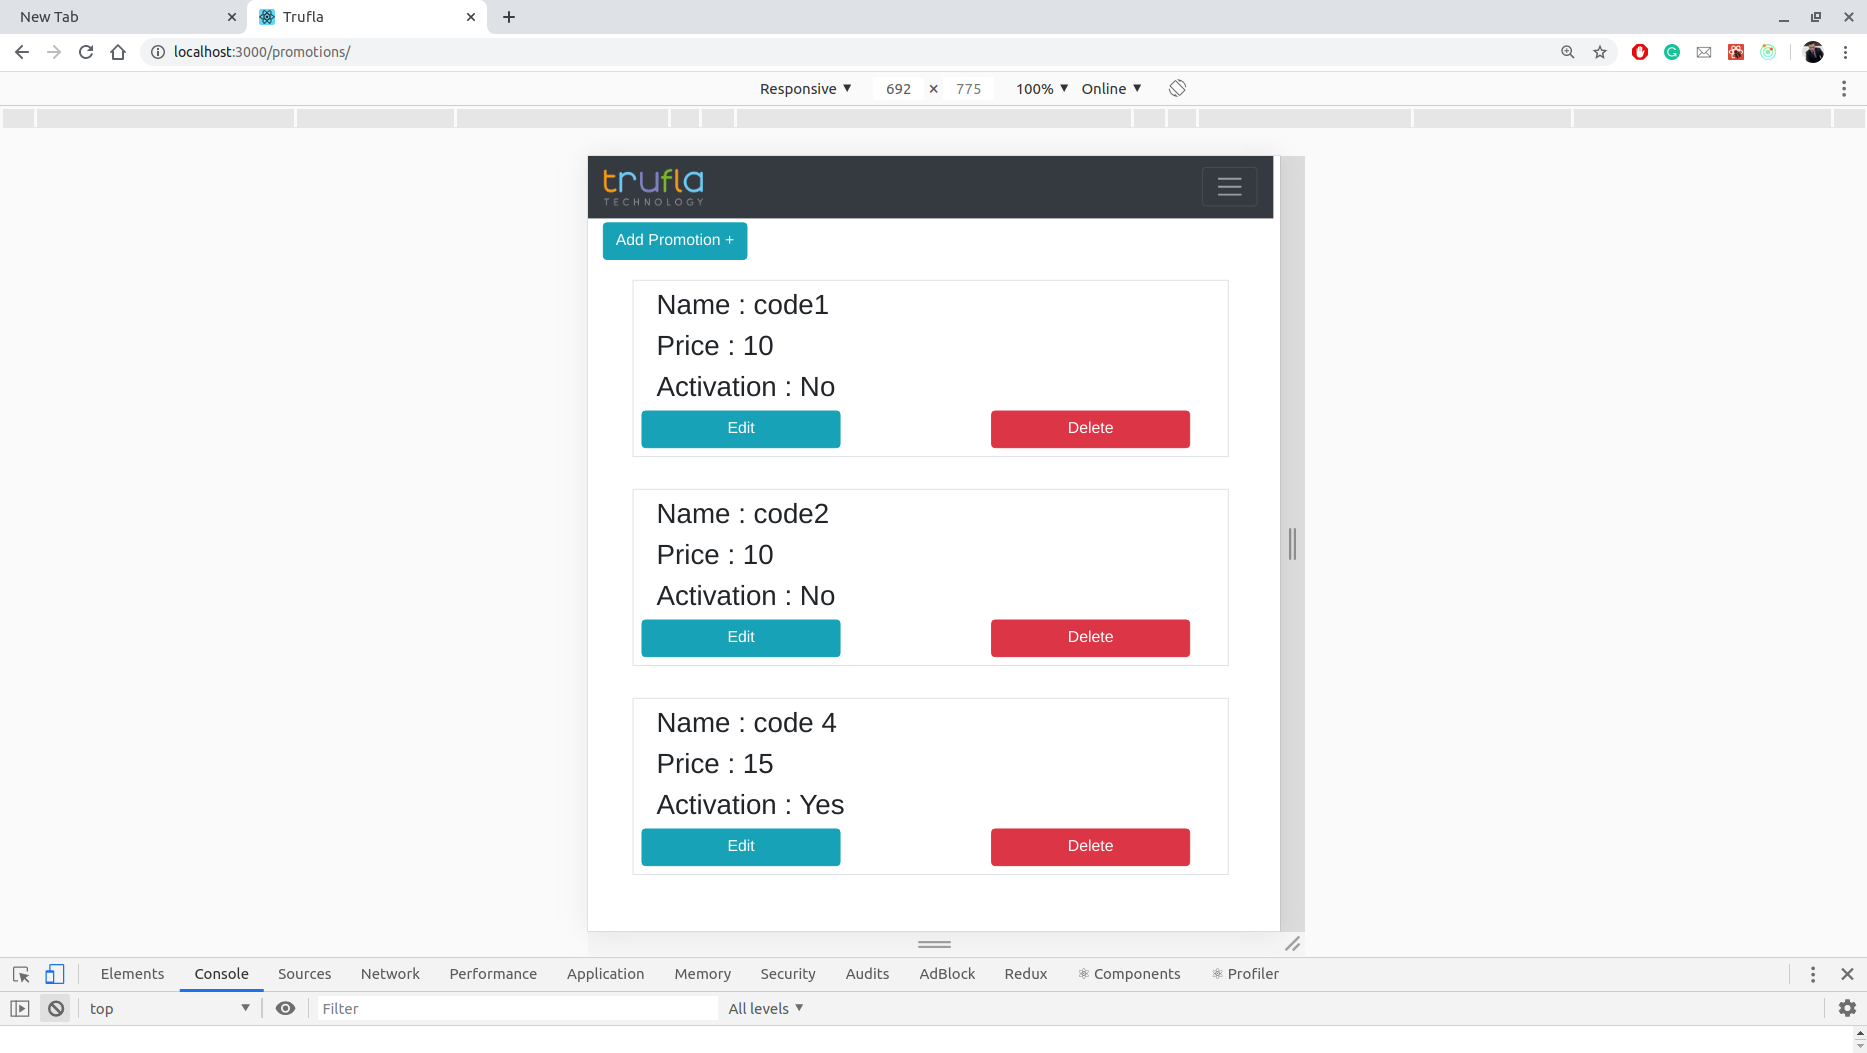 New Tab
Trufla
localhost:3000/promotions/
Responsive 692 × 775 100% Online
trufla
TECHNOLOGY
Add Promotion +
Name : code1
Price : 10
Activation : No
Edit Delete
Name : code2
Price : 10
Activation : No
Edit Delete
Name : code 4
Price : 15
Activation : Yes
Edit Delete
Elements Console Sources Network Performance Application Memory Security Audits AdBlock Redux Components Profiler
top Filter All levels